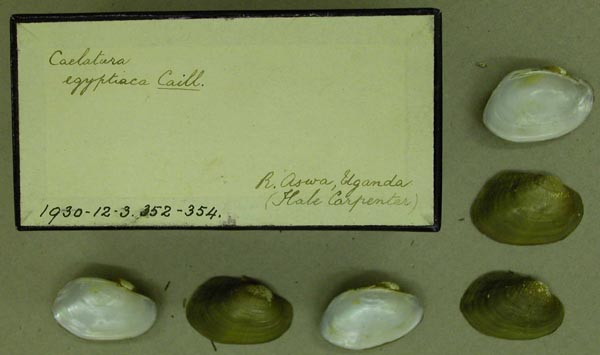 Caelatura
egyptiaca Caill.
R. Aswa, Uganda
(Hale Carpenter)
1930-12-3. 352-354.